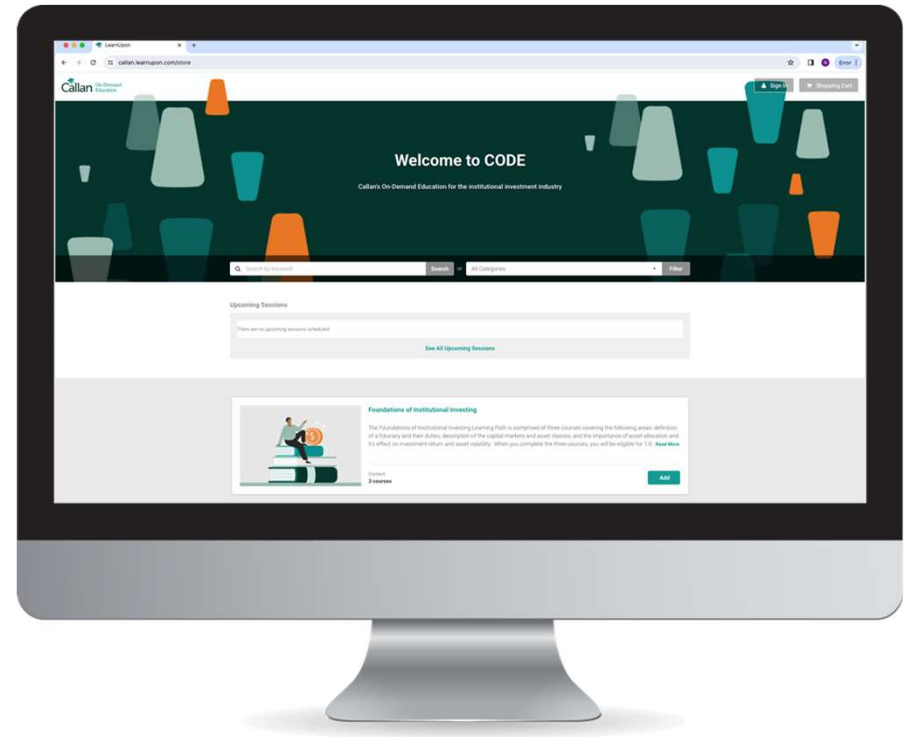 LearnUpon
callan.learnupon.com/store
Error
Callan On-Demand
Education
Sign In
Shopping Cart
Welcome to CODE
Callan's On-Demand Education for the institutional investment industry
Search by keyword
Search
or
All Categories
Filter
Upcoming Sessions
There are no upcoming sessions scheduled
See All Upcoming Sessions
Foundations of Institutional Investing
The Foundations of Institutional Investing Learning Path is comprised of three courses covering the following areas: definition
of a fiduciary and their duties, description of the capital markets and asset classes, and the importance of asset allocation and
it's effect on investment return and asset volatility. When you complete the three courses, you will be eligible for 1.0 Read More
Content
3 courses
Add